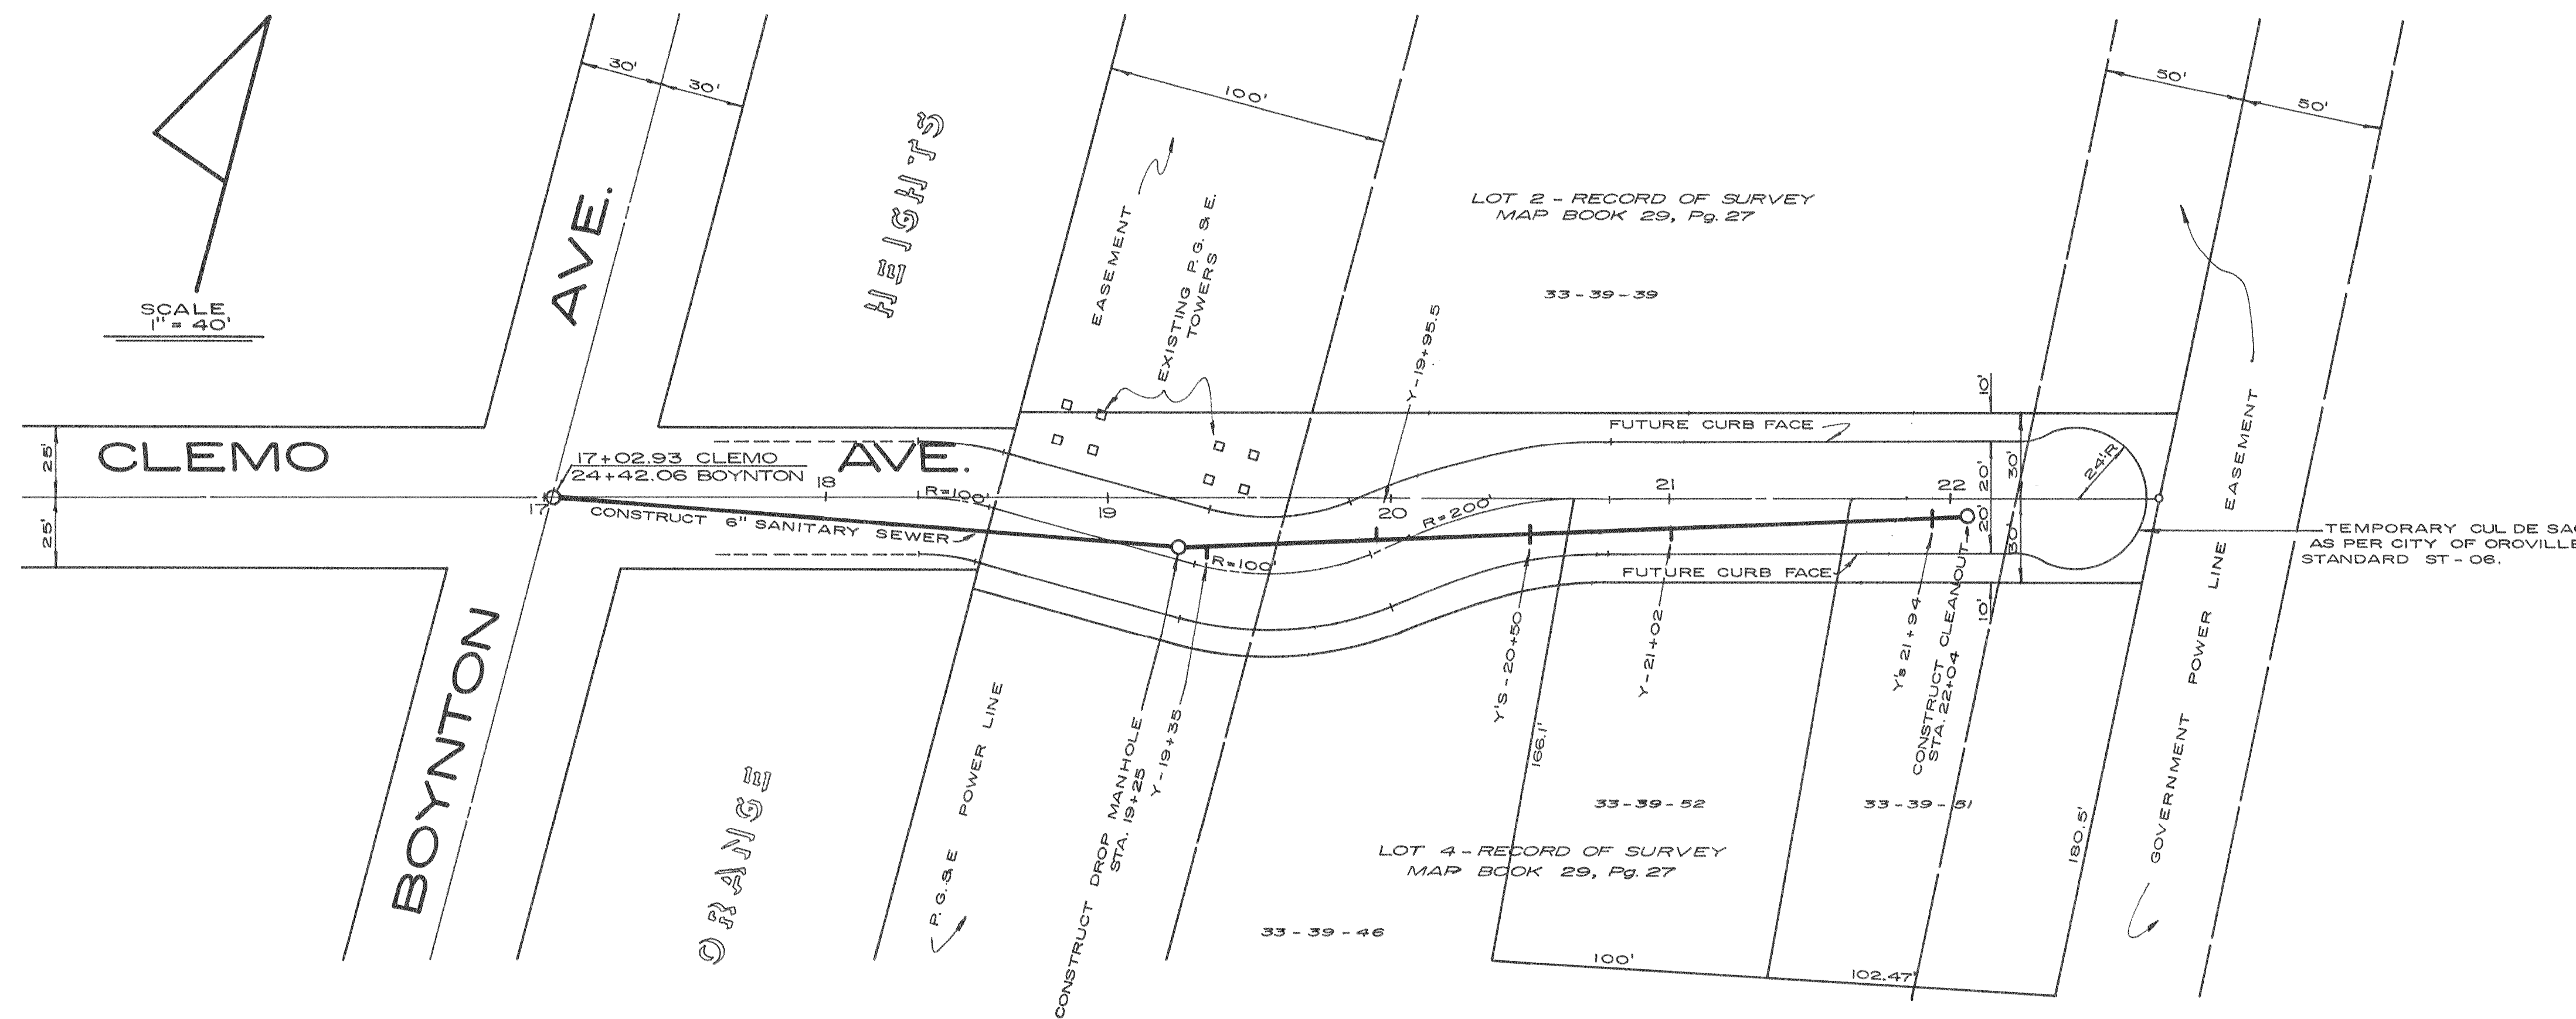 30'
30'
100'
50'
50'
SCALE
1" = 40'
AVE.
HEIGHTS
EASEMENT
EXISTING P.G.&E.
TOWERS
LOT 2 - RECORD OF SURVEY
MAP BOOK 29, Pg. 27
33-39-39
Y-19+95.5
10'
CLEMO
AVE.
25'
25'
17+02.93 CLEMO
24+42.06 BOYNTON
17
18
19
20
21
22
R=100'
R=100'
R=200'
CONSTRUCT 6" SANITARY SEWER
FUTURE CURB FACE
FUTURE CURB FACE
20'
30'
20'
30'
10'
24'R
TEMPORARY CUL DE SAC
AS PER CITY OF OROVILLE
STANDARD ST-06.
GOVERNMENT POWER LINE EASEMENT
BOYNTON
ORANGE
P.G.&E POWER LINE
CONSTRUCT DROP MANHOLE
STA. 19+25
Y-19+35
Y'S-20+50
Y-21+02
Y's 21+94
CONSTRUCT CLEANOUT
STA. 22+04
166.1'
180.5'
33-39-52
33-39-51
LOT 4 - RECORD OF SURVEY
MAP BOOK 29, Pg. 27
33-39-46
100'
102.47'